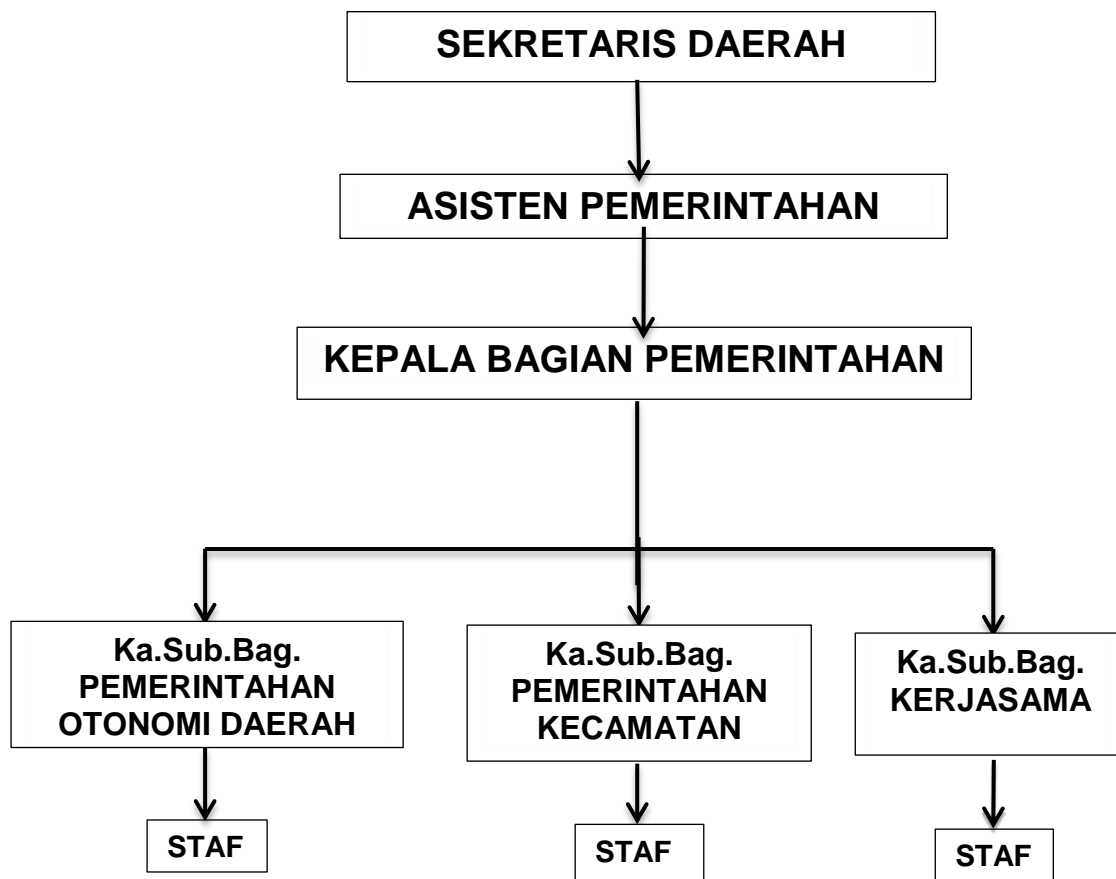 SEKRETARIS DAERAH
ASISTEN PEMERINTAHAN
KEPALA BAGIAN PEMERINTAHAN
Ka.Sub.Bag.
PEMERINTAHAN
OTONOMI DAERAH
Ka.Sub.Bag.
PEMERINTAHAN
KECAMATAN
Ka.Sub.Bag.
KERJASAMA
STAF
STAF
STAF